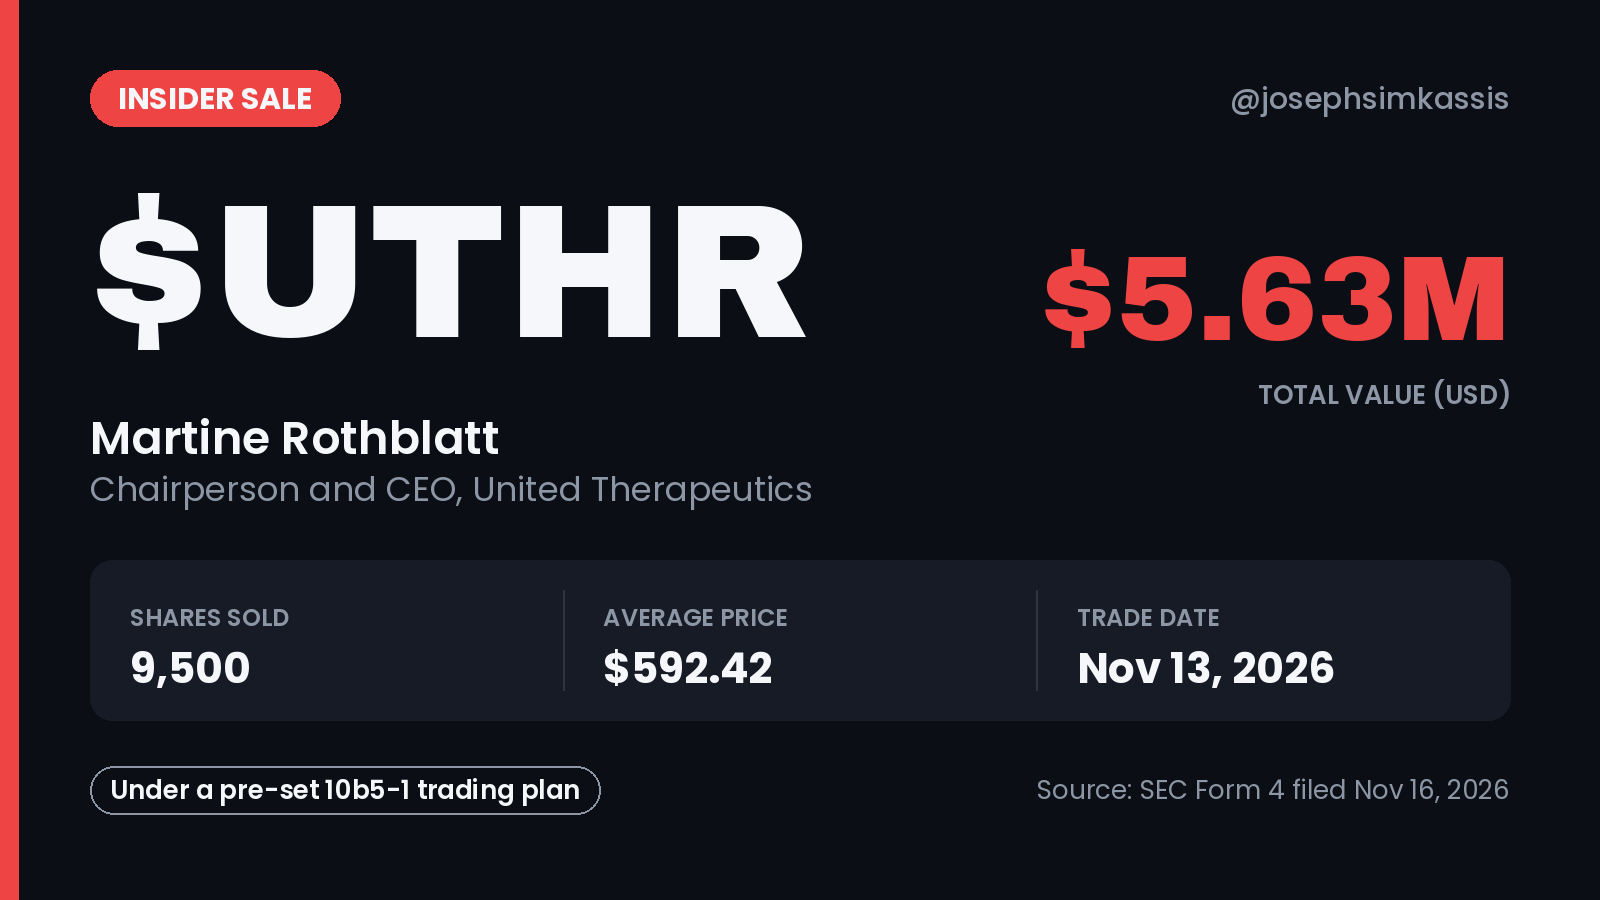 INSIDER SALE
@josephsimkassis
$UTHR
$5.63M
TOTAL VALUE (USD)
Martine Rothblatt
Chairperson and CEO, United Therapeutics
SHARES SOLD
9,500
AVERAGE PRICE
$592.42
TRADE DATE
Nov 13, 2026
Under a pre-set 10b5-1 trading plan
Source: SEC Form 4 filed Nov 16, 2026